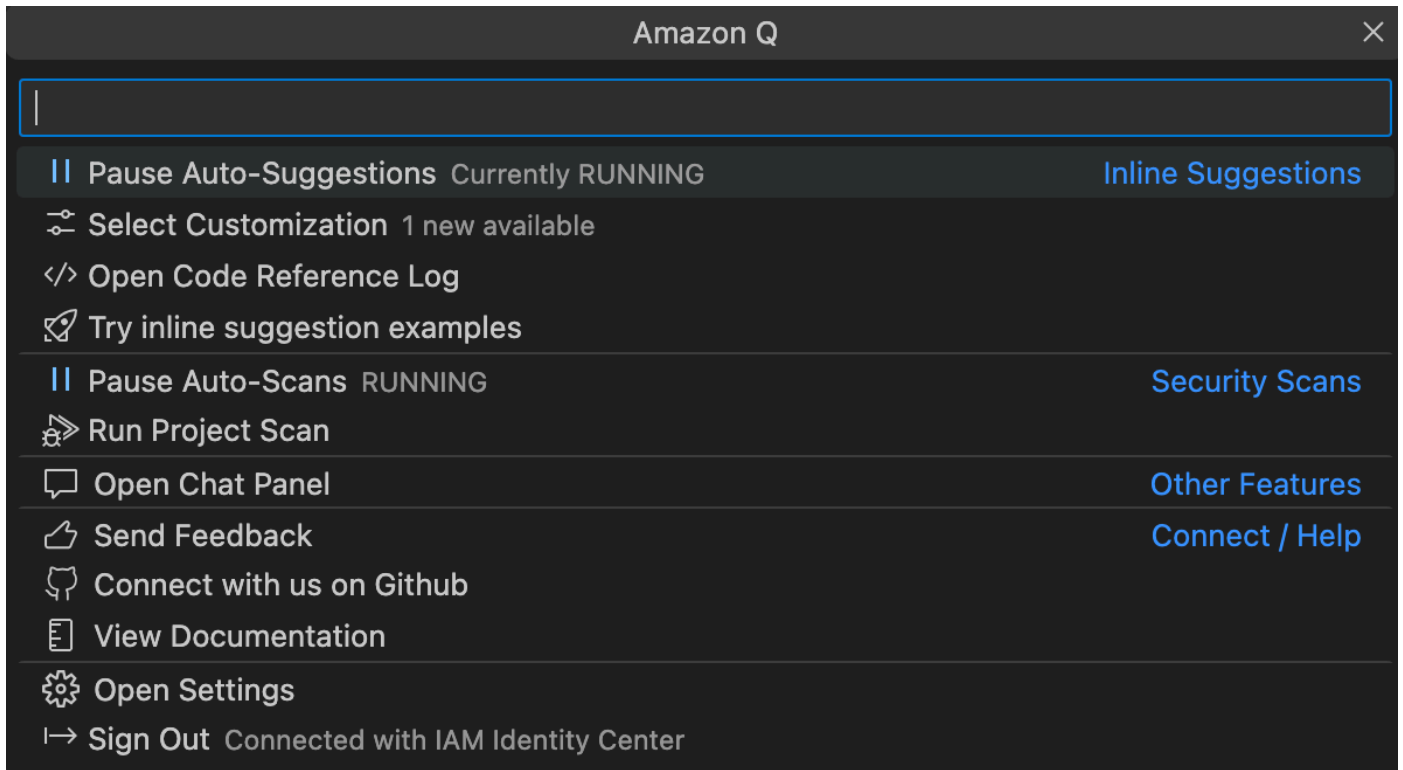 Amazon Q
Pause Auto-Suggestions Currently RUNNING Inline Suggestions
Select Customization 1 new available
Open Code Reference Log
Try inline suggestion examples
Pause Auto-Scans RUNNING Security Scans
Run Project Scan
Open Chat Panel Other Features
Send Feedback Connect / Help
Connect with us on Github
View Documentation
Open Settings
Sign Out Connected with IAM Identity Center